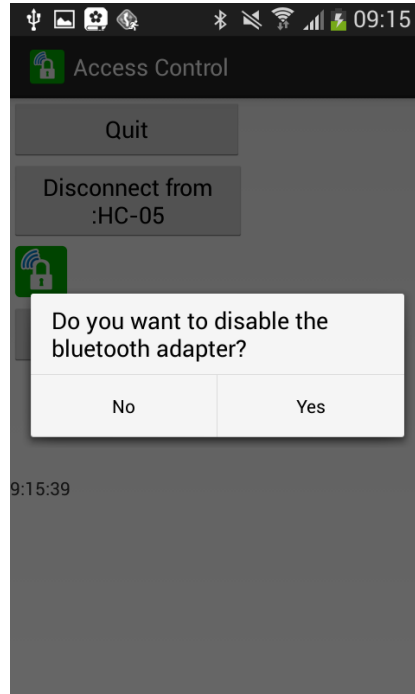 09:15
Access Control
Quit
Disconnect from
:HC-05
Do you want to disable the
bluetooth adapter?
No
Yes
9:15:39